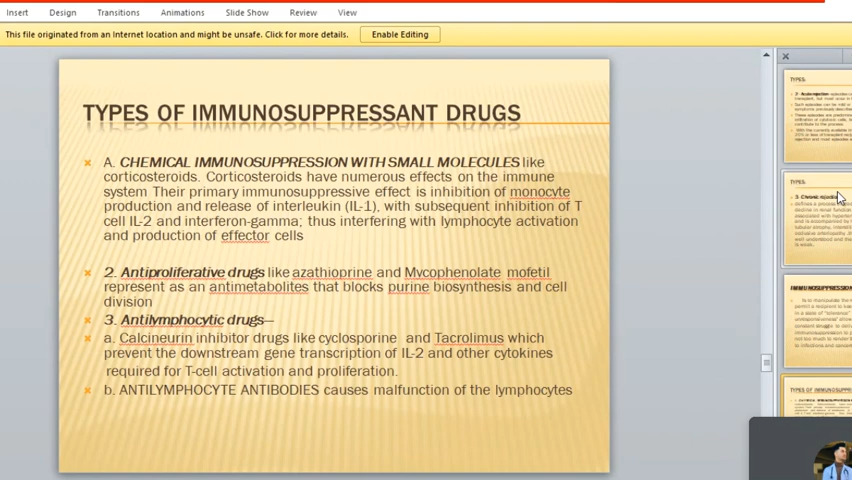 Insert Design Transitions Animations Slide Show Review View
This file originated from an Internet location and might be unsafe. Click for more details. Enable Editing
TYPES OF IMMUNOSUPPRESSANT DRUGS
A. CHEMICAL IMMUNOSUPPRESSION WITH SMALL MOLECULES like
corticosteroids. Corticosteroids have numerous effects on the immune
system Their primary immunosuppressive effect is inhibition of monocyte
production and release of interleukin (IL-1), with subsequent inhibition of T
cell IL-2 and interferon-gamma; thus interfering with lymphocyte activation
and production of effector cells
2. Antiproliferative drugs like azathioprine and Mycophenolate mofetil
represent as an antimetabolites that blocks purine biosynthesis and cell
division
3. Antilymphocytic drugs—
a. Calcineurin inhibitor drugs like cyclosporine and Tacrolimus which
prevent the downstream gene transcription of IL-2 and other cytokines
required for T-cell activation and proliferation.
b. ANTILYMPHOCYTE ANTIBODIES causes malfunction of the lymphocytes
TYPES:
TYPES:
3- Chronic rejection
IMMUNOSUPPRESSION
TYPES OF IMMUNOSUPP